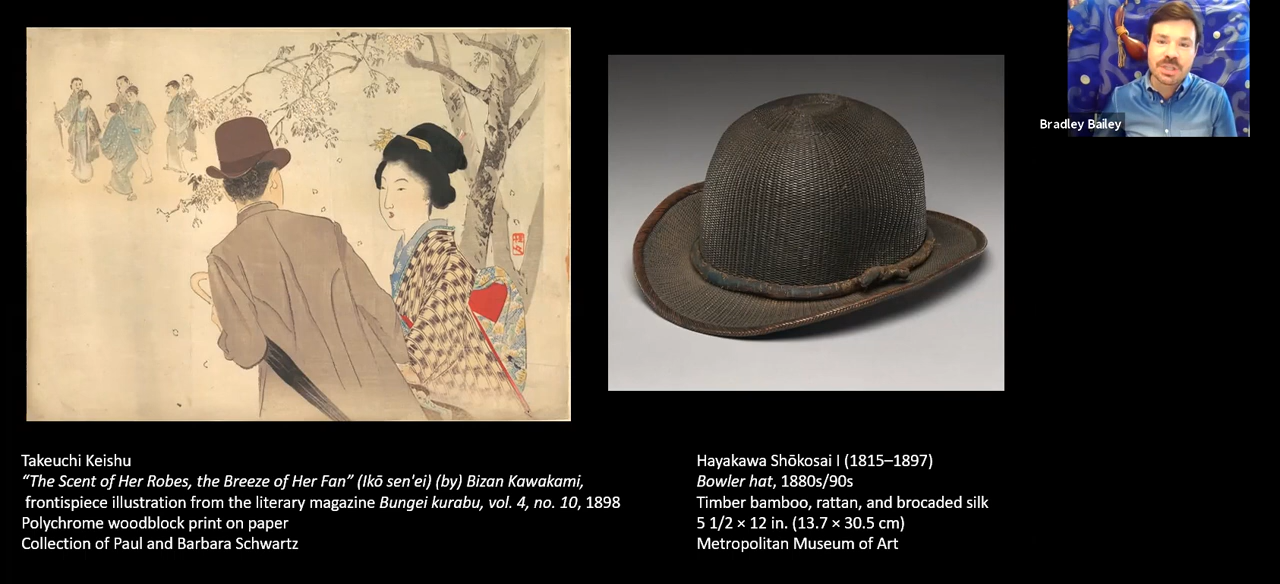 Bradley Bailey
Takeuchi Keishu
“The Scent of Her Robes, the Breeze of Her Fan” (Ikō sen'ei) (by) Bizan Kawakami,
frontispiece illustration from the literary magazine Bungei kurabu, vol. 4, no. 10, 1898
Polychrome woodblock print on paper
Collection of Paul and Barbara Schwartz
Hayakawa Shōkosai I (1815–1897)
Bowler hat, 1880s/90s
Timber bamboo, rattan, and brocaded silk
5 1/2 × 12 in. (13.7 × 30.5 cm)
Metropolitan Museum of Art